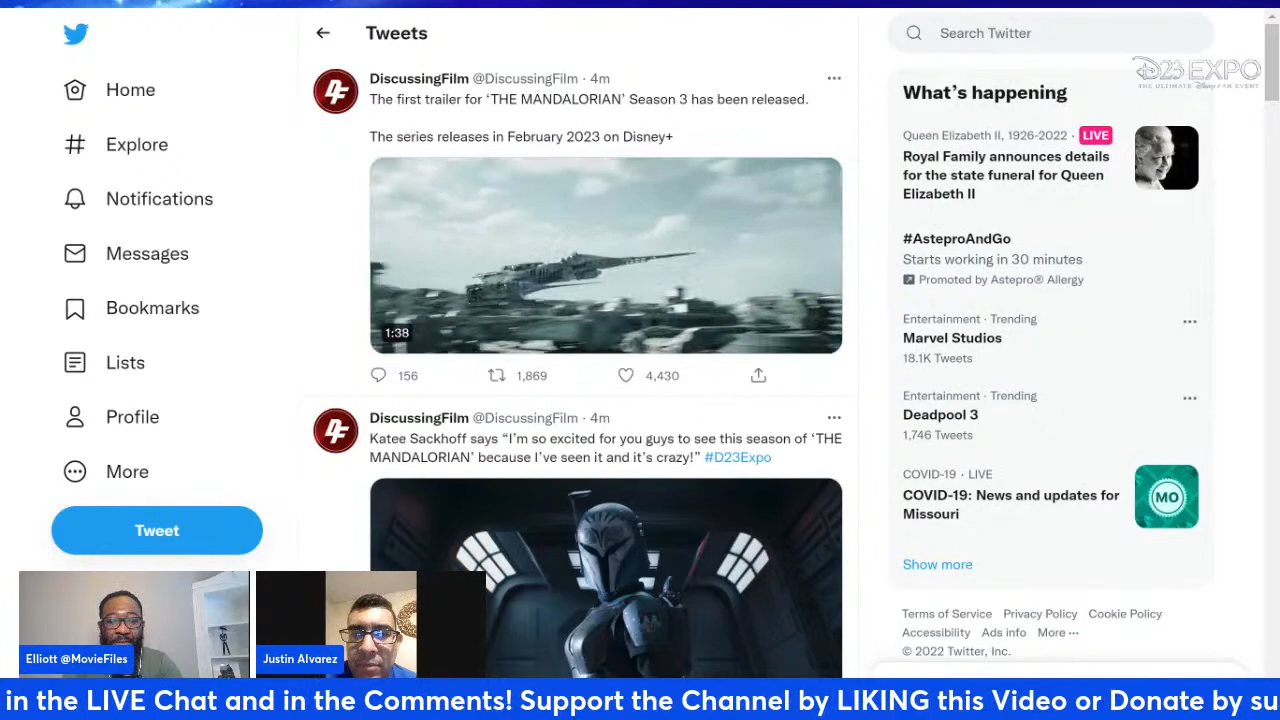 Tweets
Search Twitter
D23 EXPO
THE ULTIMATE Disney FAN EVENT
Home
Explore
Notifications
Messages
Bookmarks
Lists
Profile
More
Tweet
DiscussingFilm @DiscussingFilm · 4m
The first trailer for ‘THE MANDALORIAN’ Season 3 has been released.
The series releases in February 2023 on Disney+
1:38
156 1,869 4,430
DiscussingFilm @DiscussingFilm · 4m
Katee Sackhoff says “I’m so excited for you guys to see this season of ‘THE
MANDALORIAN’ because I’ve seen it and it’s crazy!” #D23Expo
What’s happening
Queen Elizabeth II, 1926-2022 · LIVE
Royal Family announces details
for the state funeral for Queen
Elizabeth II
#AsteproAndGo
Starts working in 30 minutes
Promoted by Astepro® Allergy
Entertainment · Trending
Marvel Studios
18.1K Tweets
Entertainment · Trending
Deadpool 3
1,746 Tweets
COVID-19 · LIVE
COVID-19: News and updates for
Missouri
MO
Show more
Terms of Service Privacy Policy Cookie Policy
Accessibility Ads info More
© 2022 Twitter, Inc.
Elliott @MovieFiles
Justin Alvarez
in the LIVE Chat and in the Comments! Support the Channel by LIKING this Video or Donate by su